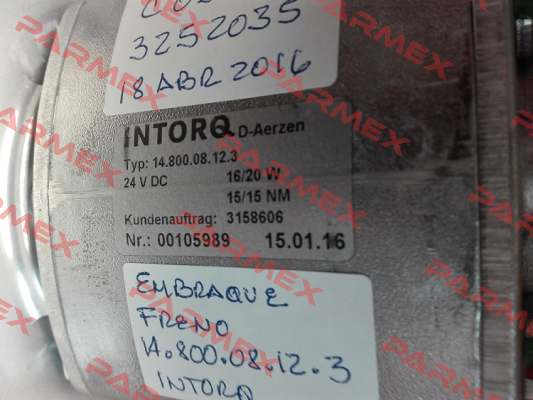 3252035
18 ABR 2016
INTORQ D-Aerzen
Typ: 14.800.08.12.3
24 V DC 16/20 W
15/15 NM
Kundenauftrag: 3158606
Nr.: 00105989 15.01.16
EMBRAQUE
FRENO
14.800.08.12.3
INTORQ
PARMEX
PARMEX
PARMEX
PARMEX
PARMEX
PARMEX
PARMEX
PARMEX